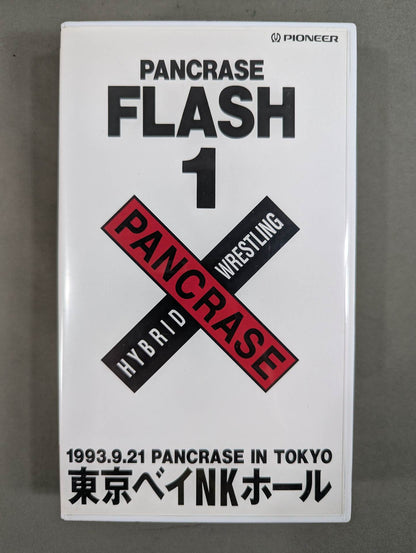 PIONEER
PANCRASE
FLASH
1
PANCRASE
HYBRID WRESTLING
1993.9.21 PANCRASE IN TOKYO
東京ベイNKホール